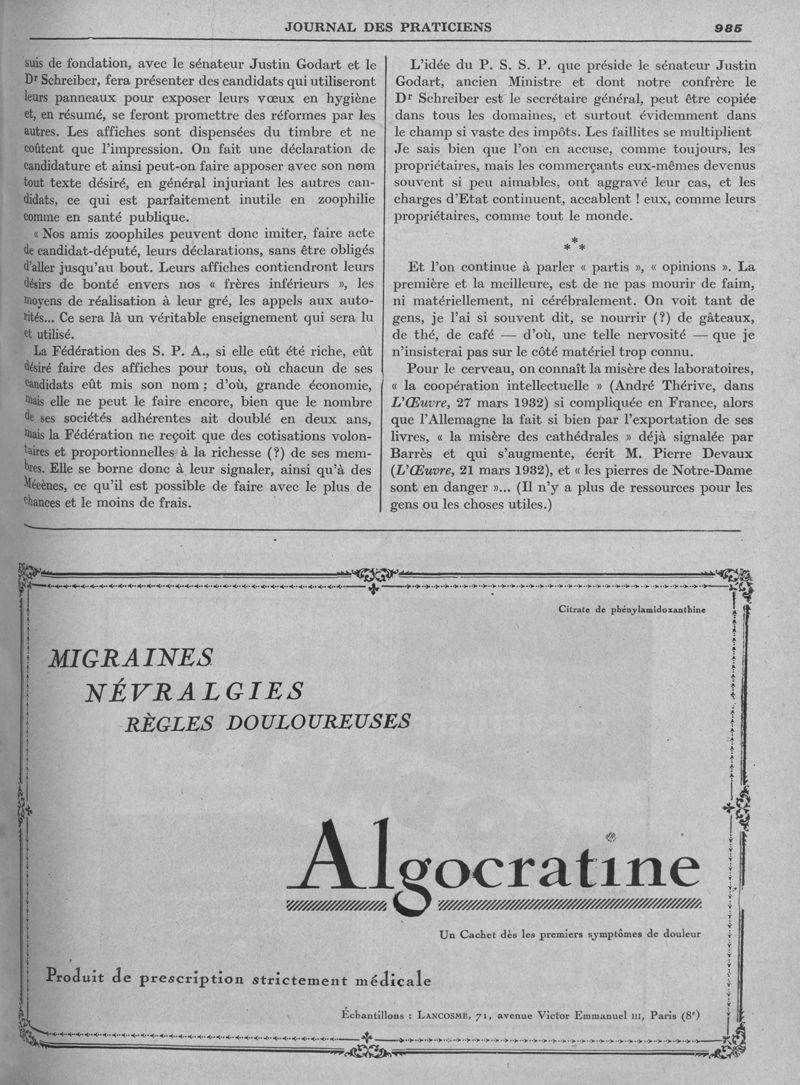 JOURNAL DES PRATICIENS
985
suis de fondation, avec le sénateur Justin Godart et le
Dr Schreiber, fera présenter des candidats qui utiliseront
leurs panneaux pour exposer leurs vœux en hygiène
et, en résumé, se feront promettre des réformes par les
autres. Les affiches sont dispensées du timbre et ne
coûtent que l'impression. On fait une déclaration de
candidature et ainsi peut-on faire apposer avec son nom
tout texte désiré, en général injuriant les autres can-
didats, ce qui est parfaitement inutile en zoophilie
comme en santé publique.
« Nos amis zoophiles peuvent donc imiter, faire acte
de candidat-député, leurs déclarations, sans être obligés
d'aller jusqu'au bout. Leurs affiches contiendront leurs
désirs de bonté envers nos « frères inférieurs », les
moyens de réalisation à leur gré, les appels aux auto-
rités... Ce sera là un véritable enseignement qui sera lu
et utilisé.
La Fédération des S. P. A., si elle eût été riche, eût
désiré faire des affiches pour tous, où chacun de ses
candidats eût mis son nom ; d'où, grande économie,
mais elle ne peut le faire encore, bien que le nombre
de ses sociétés adhérentes ait doublé en deux ans,
mais la Fédération ne reçoit que des cotisations volon-
taires et proportionnelles à la richesse (?) de ses mem-
bres. Elle se borne donc à leur signaler, ainsi qu'à des
Mécènes, ce qu'il est possible de faire avec le plus de
chances et le moins de frais.
L'idée du P. S. S. P. que préside le sénateur Justin
Godart, ancien Ministre et dont notre confrère le
Dr Schreiber est le secrétaire général, peut être copiée
dans tous les domaines, et surtout évidemment dans
le champ si vaste des impôts. Les faillites se multiplient
Je sais bien que l'on en accuse, comme toujours, les
propriétaires, mais les commerçants eux-mêmes devenus
souvent si peu aimables, ont aggravé leur cas, et les
charges d'Etat continuent, accablent ! eux, comme leurs
propriétaires, comme tout le monde.
*
* *
Et l'on continue à parler « partis », « opinions ». La
première et la meilleure, est de ne pas mourir de faim,
ni matériellement, ni cérébralement. On voit tant de
gens, je l'ai si souvent dit, se nourrir (?) de gâteaux,
de thé, de café — d'où, une telle nervosité — que je
n'insisterai pas sur le côté matériel trop connu.
Pour le cerveau, on connaît la misère des laboratoires,
« la coopération intellectuelle » (André Thérive, dans
L'Œuvre, 27 mars 1932) si compliquée en France, alors
que l'Allemagne la fait si bien par l'exportation de ses
livres, « la misère des cathédrales » déjà signalée par
Barrès et qui s'augmente, écrit M. Pierre Devaux
(L'Œuvre, 21 mars 1932), et « les pierres de Notre-Dame
sont en danger »... (Il n'y a plus de ressources pour les
gens ou les choses utiles.)
Citrate de phénylamidoxanthine
MIGRAINES
NÉVRALGIES
RÈGLES DOULOUREUSES
Algocratine
Un Cachet dès les premiers symptômes de douleur
Produit de prescription strictement médicale
Échantillons : LANCOSME, 71, avenue Victor Emmanuel III, Paris (8e)